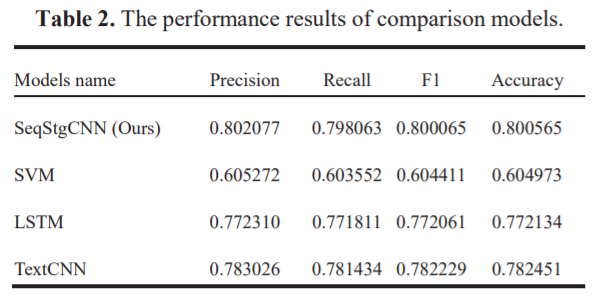 Table 2. The performance results of comparison models.
Models name Precision Recall F1 Accuracy
SeqStgCNN (Ours) 0.802077 0.798063 0.800065 0.800565
SVM 0.605272 0.603552 0.604411 0.604973
LSTM 0.772310 0.771811 0.772061 0.772134
TextCNN 0.783026 0.781434 0.782229 0.782451